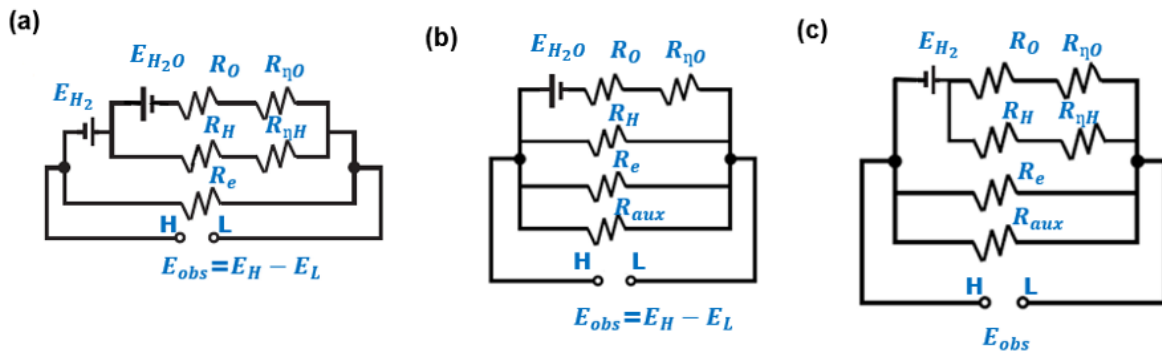 (a)
E_{H_2O}
R_O
R_{ηO}
E_{H_2}
R_H
R_{ηH}
R_e
H
L
E_{obs}=E_H − E_L
(b)
E_{H_2O}
R_O
R_{ηO}
R_H
R_e
R_{aux}
H
L
E_{obs}=E_H − E_L
(c)
E_{H_2}
R_O
R_{ηO}
R_H
R_{ηH}
R_e
R_{aux}
H
L
E_{obs}